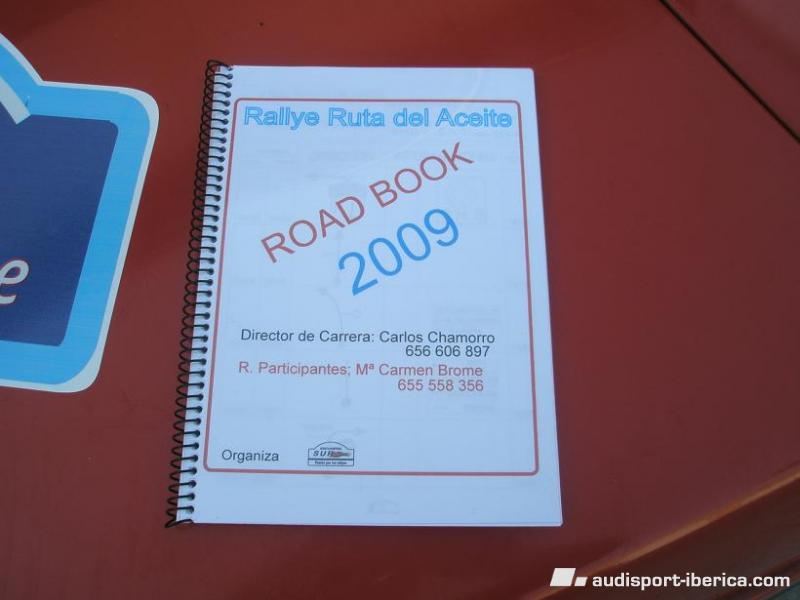 Rallye Ruta del Aceite
ROAD BOOK
2009
Director de Carrera: Carlos Chamorro
656 606 897
R. Participantes; Mª Carmen Brome
655 558 356
Organiza
SUR
e
audisport-iberica.com